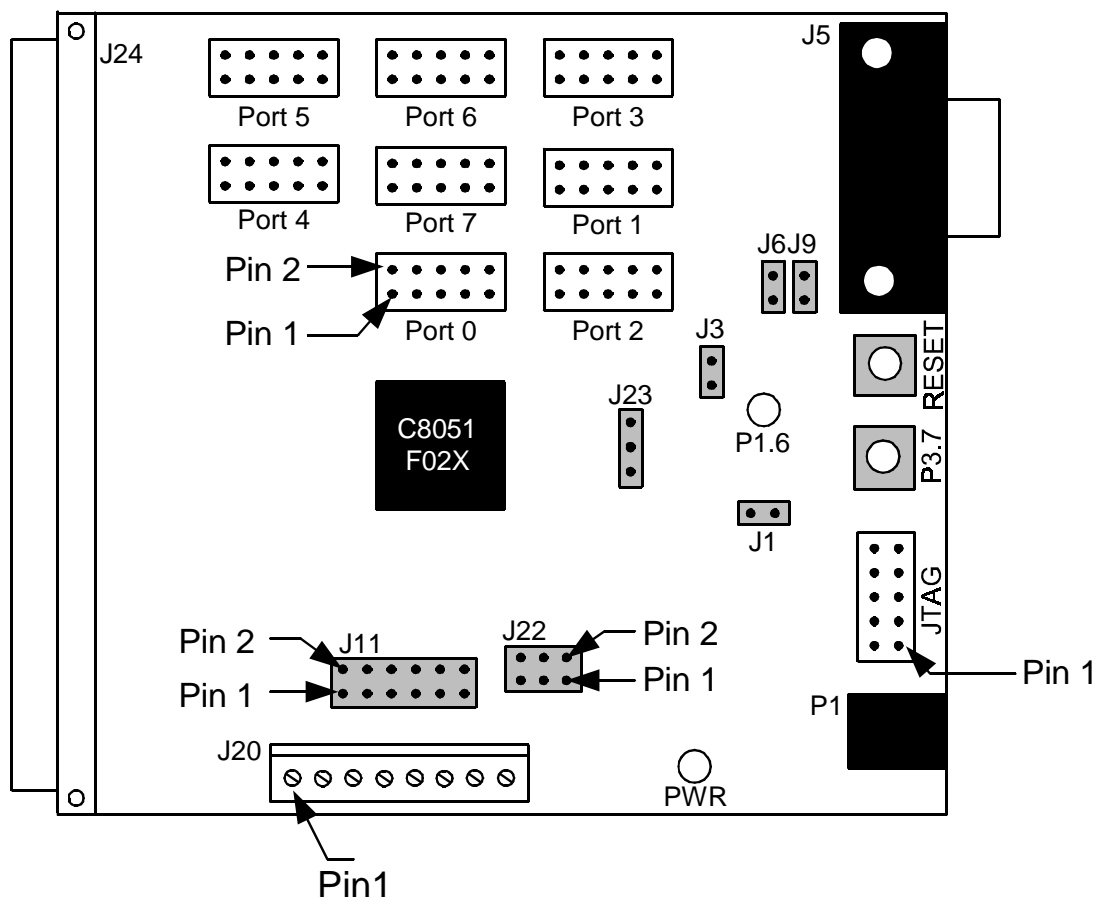 J24
J5
Port 5
Port 6
Port 3
Port 4
Port 7
Port 1
J6
J9
Pin 2
Pin 1
Port 0
Port 2
J3
RESET
J23
C8051
F02X
P1.6
P3.7
J1
JTAG
Pin 2
J11
J22
Pin 2
Pin 1
Pin 1
Pin 1
P1
J20
PWR
Pin1